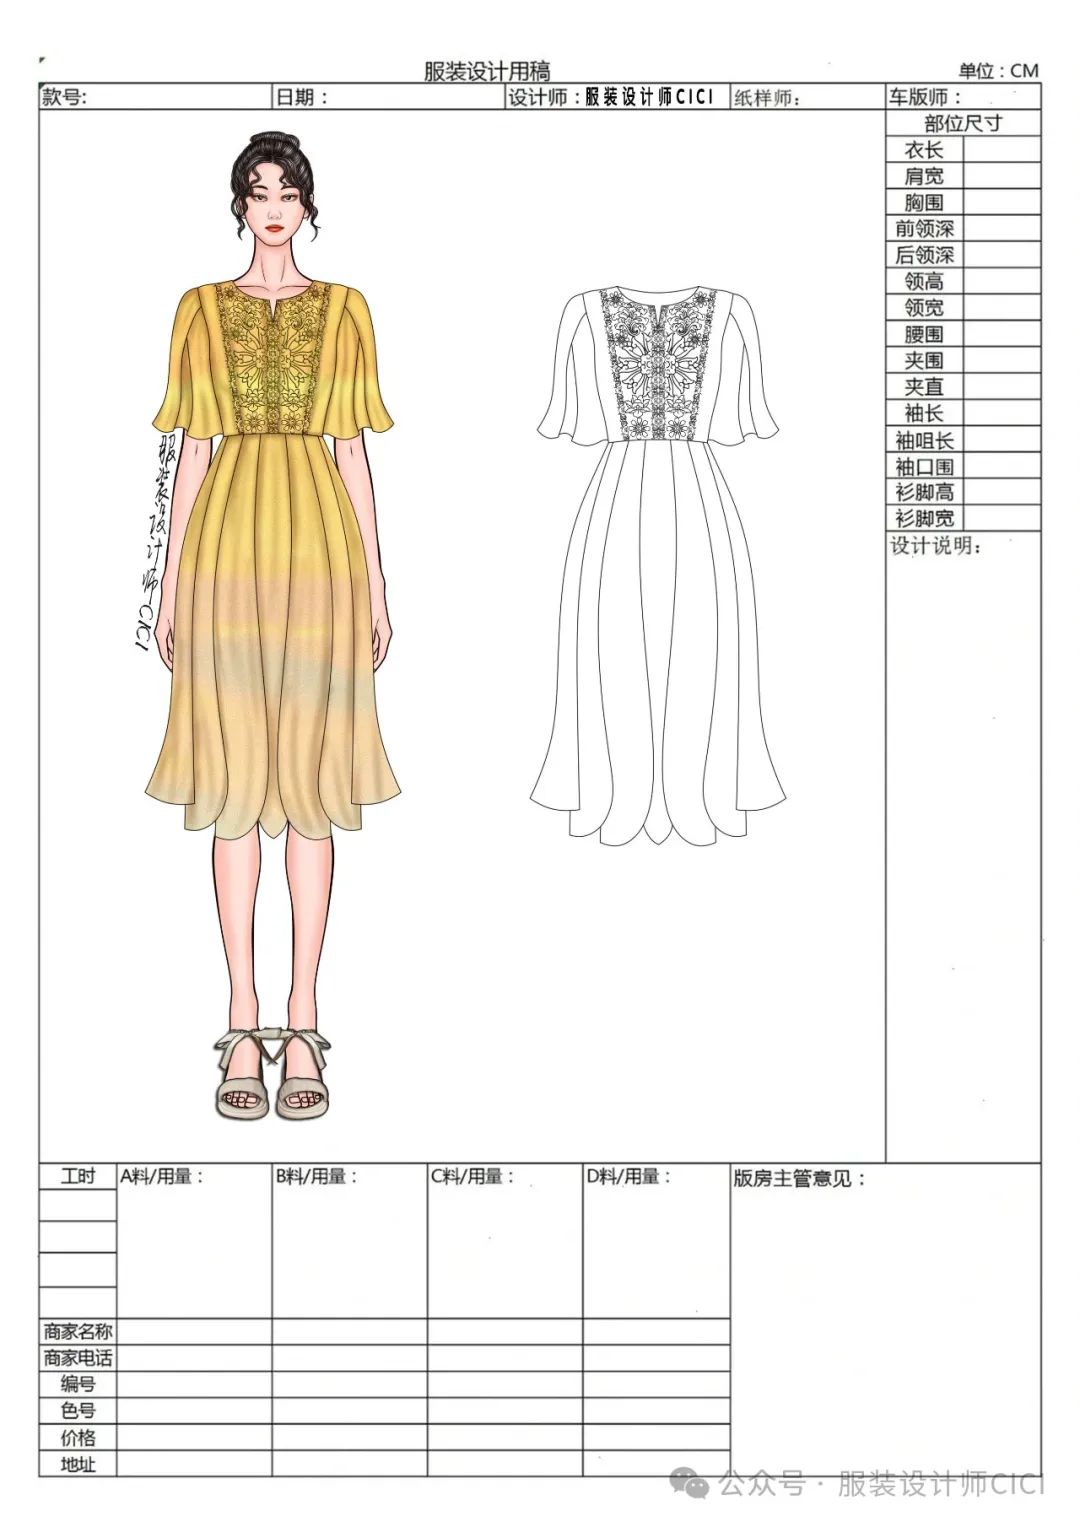 服装设计用稿
单位：CM
款号:
日期：
设计师：服装设计师CICI
纸样师：
车版师：
部位尺寸
衣长
肩宽
胸围
前领深
后领深
领高
领宽
腰围
夹围
夹直
袖长
袖咀长
袖口围
衫脚高
衫脚宽
设计说明：
服装设计师CICI
工时
A料/用量：
B料/用量：
C料/用量：
D料/用量：
版房主管意见：
商家名称
商家电话
编号
色号
价格
地址
公众号·服装设计师CICI